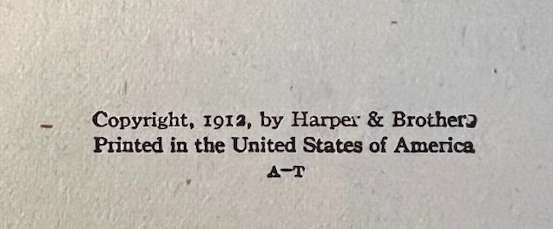 Copyright, 1912, by Harper & Brothers
Printed in the United States of America
A-T